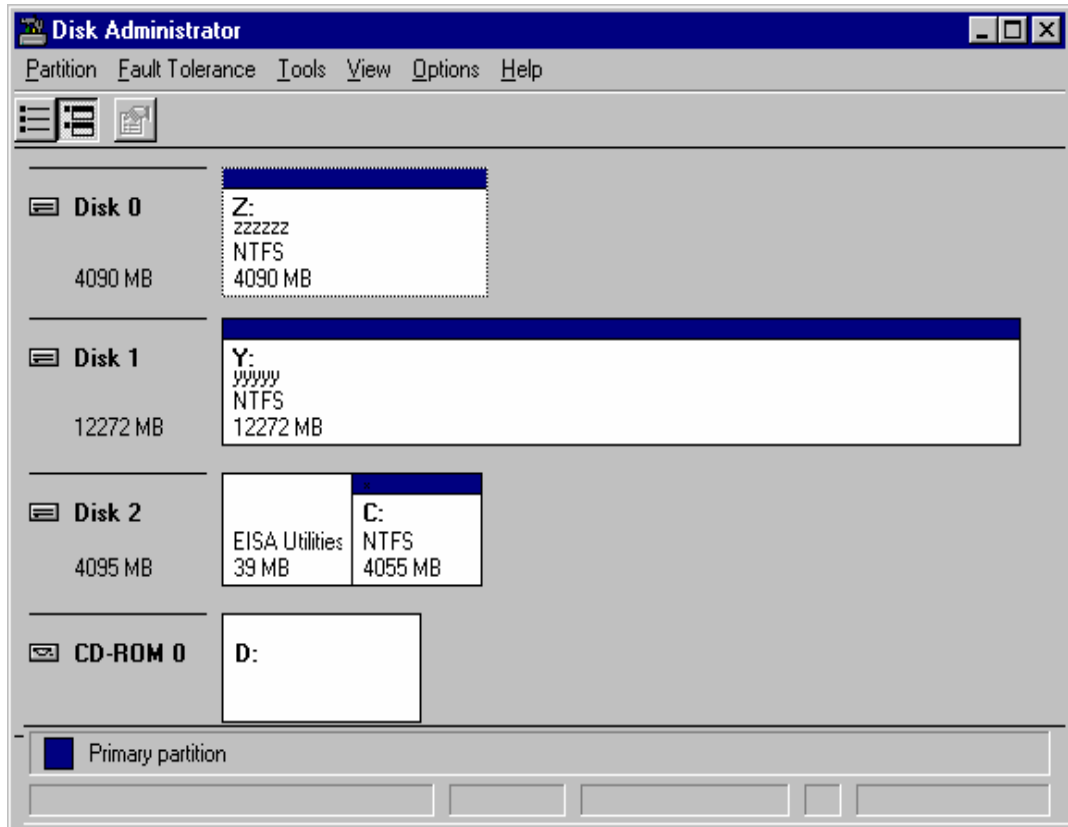 Disk Administrator
Partition Fault Tolerance Tools View Options Help
Disk 0
4090 MB
Z:
zzzzzz
NTFS
4090 MB
Disk 1
12272 MB
Y:
yyyyy
NTFS
12272 MB
Disk 2
4095 MB
EISA Utilities
39 MB
C:
NTFS
4055 MB
CD-ROM 0
D:
Primary partition